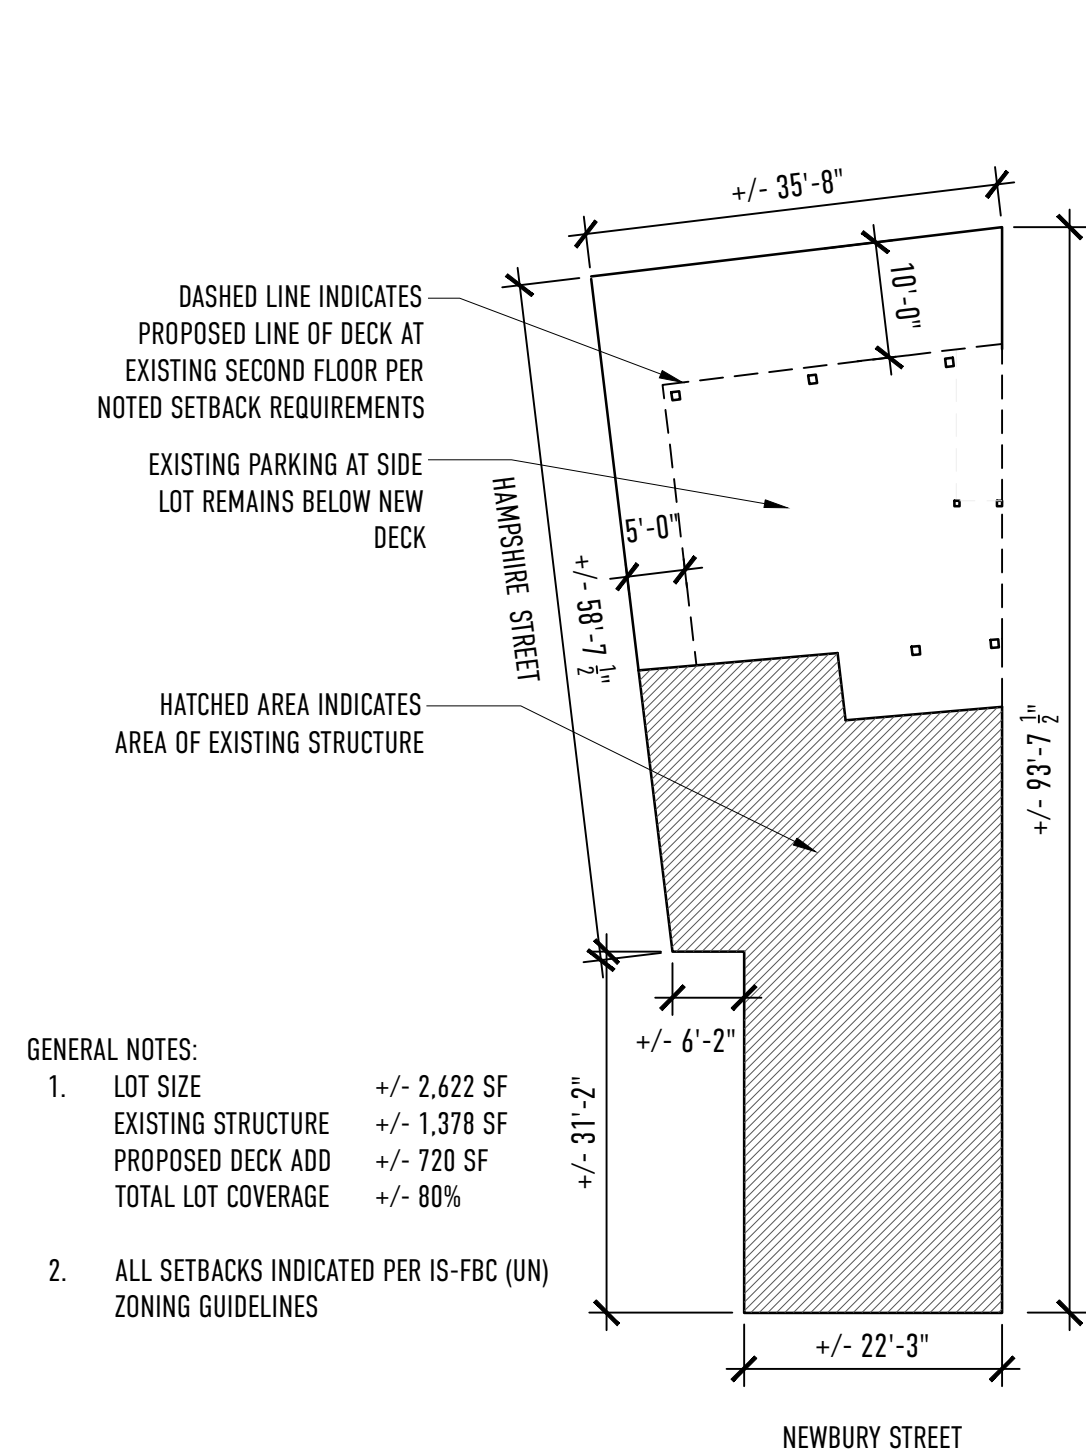 +/- 35'-8"
10'-0"
DASHED LINE INDICATES
PROPOSED LINE OF DECK AT
EXISTING SECOND FLOOR PER
NOTED SETBACK REQUIREMENTS
EXISTING PARKING AT SIDE
LOT REMAINS BELOW NEW
DECK
HAMPSHIRE STREET
5'-0"
+/- 58'-7 1/2"
HATCHED AREA INDICATES
AREA OF EXISTING STRUCTURE
+/- 93'-7 1/2"
+/- 6'-2"
+/- 31'-2"
GENERAL NOTES:
1. LOT SIZE +/- 2,622 SF
EXISTING STRUCTURE +/- 1,378 SF
PROPOSED DECK ADD +/- 720 SF
TOTAL LOT COVERAGE +/- 80%
2. ALL SETBACKS INDICATED PER IS-FBC (UN)
ZONING GUIDELINES
+/- 22'-3"
NEWBURY STREET